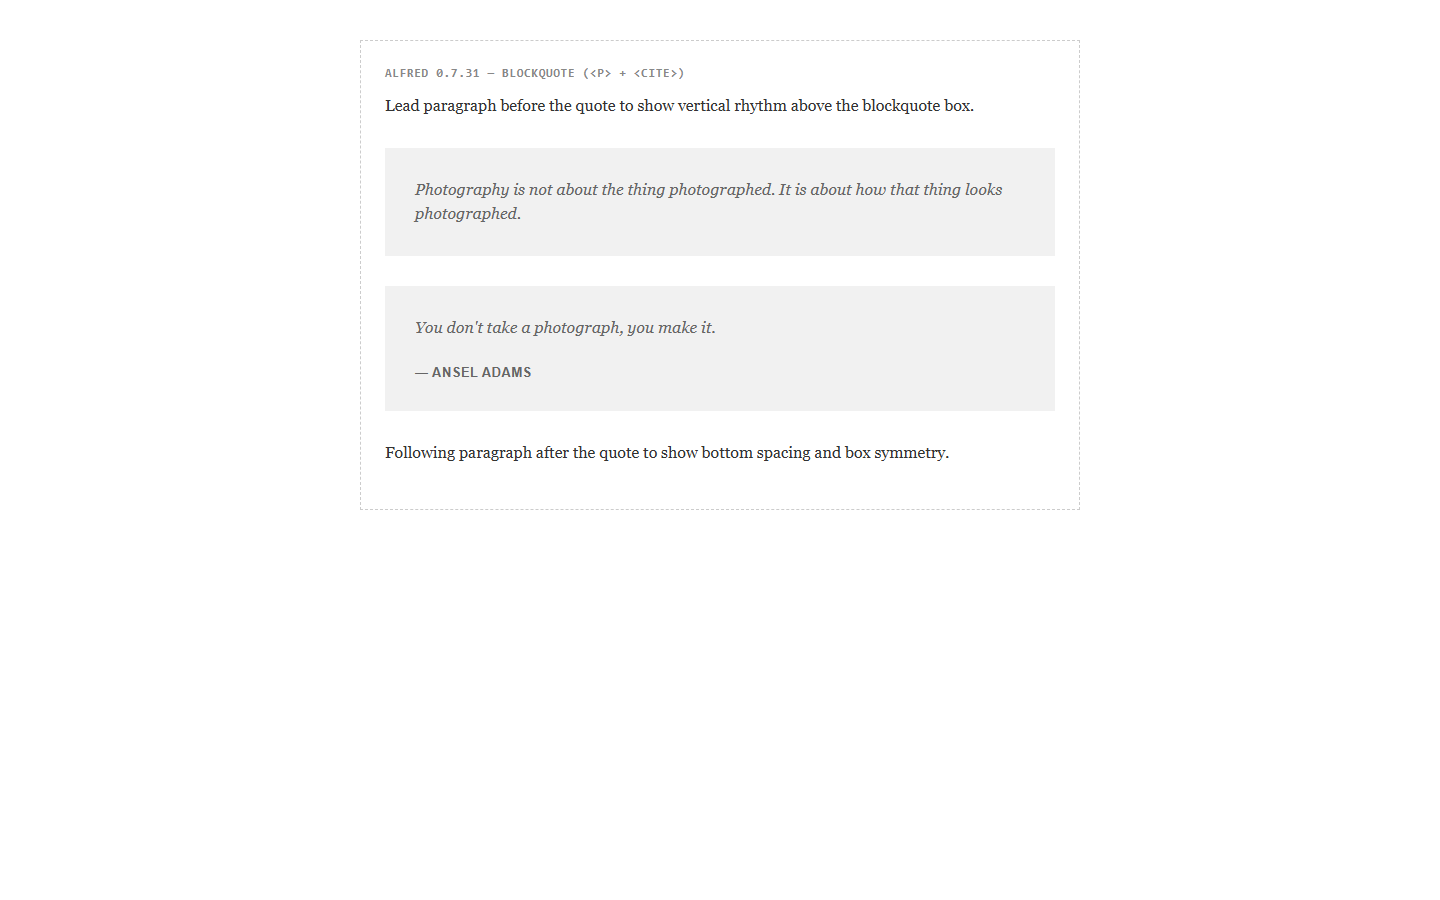 ALFRED 0.7.31 — BLOCKQUOTE (<P> + <CITE>)
Lead paragraph before the quote to show vertical rhythm above the blockquote box.
Photography is not about the thing photographed. It is about how that thing looks
photographed.
You don't take a photograph, you make it.
— ANSEL ADAMS
Following paragraph after the quote to show bottom spacing and box symmetry.